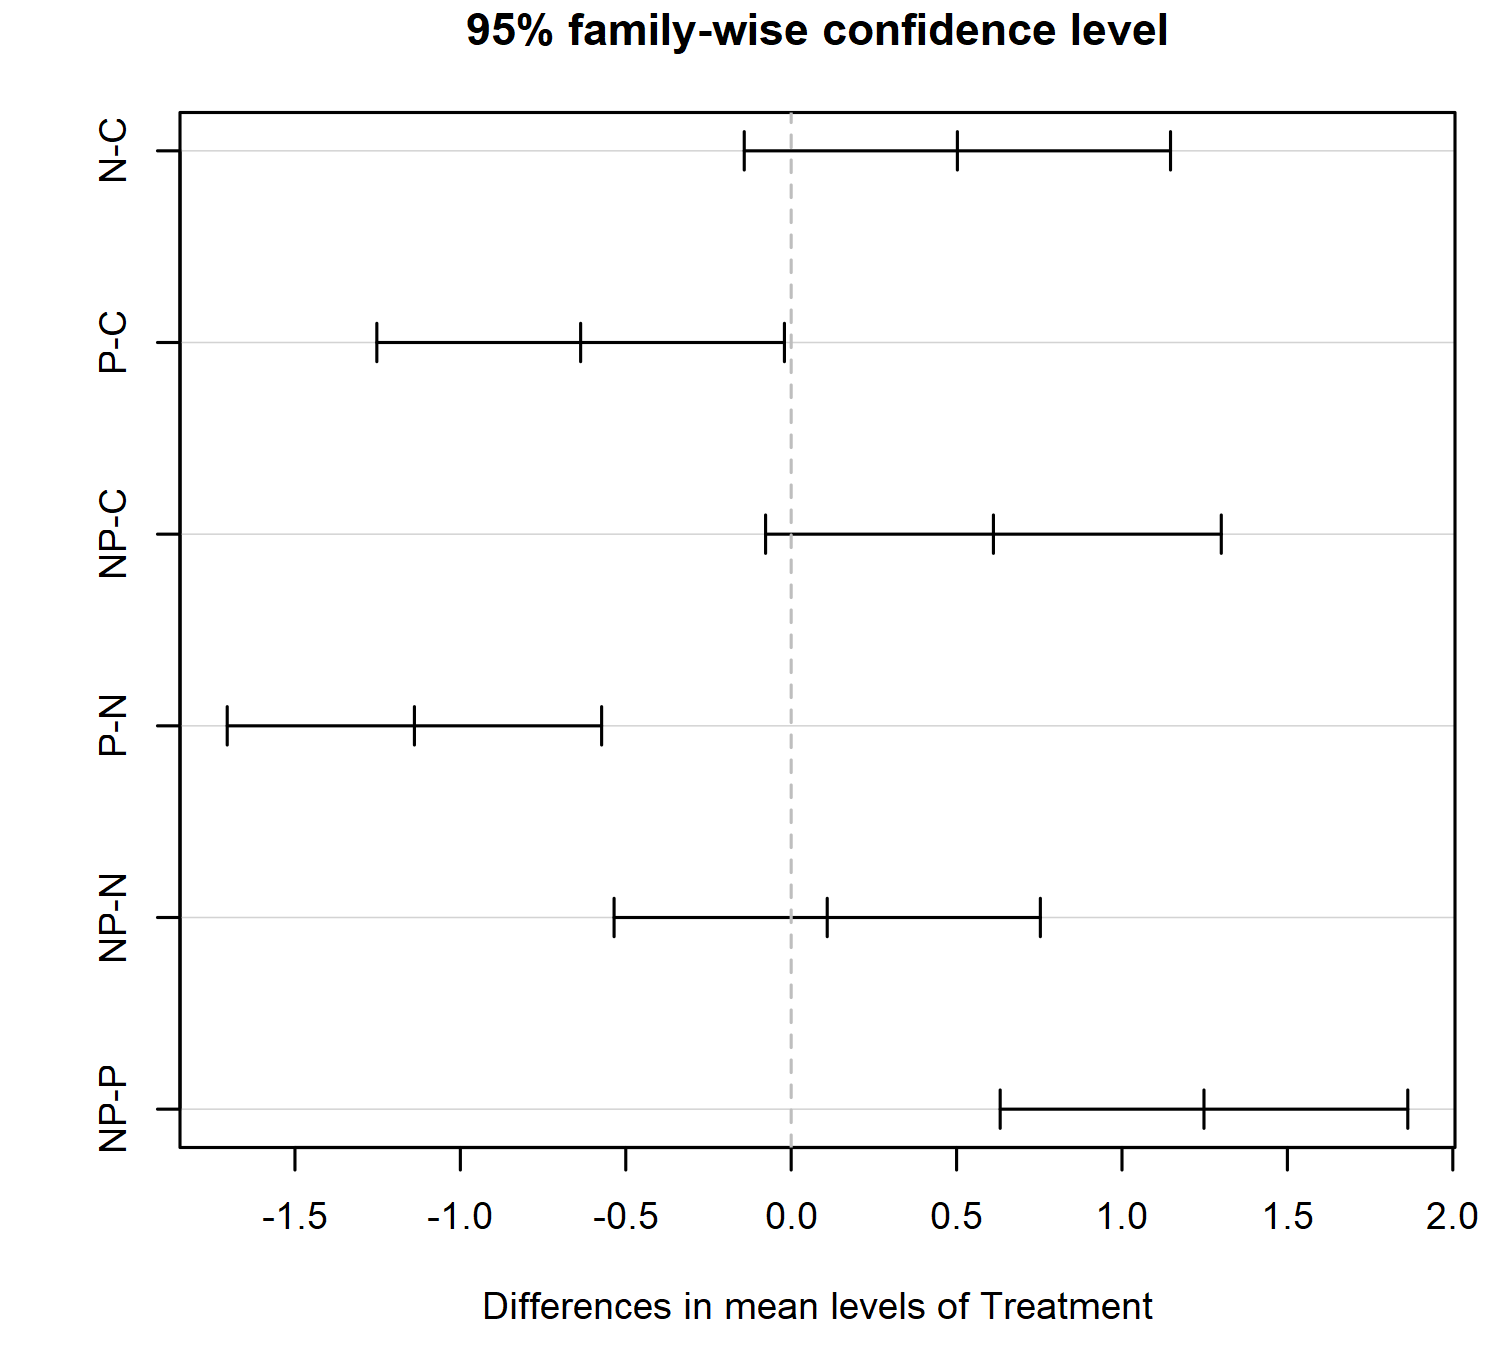 95% family-wise confidence level
N-C
P-C
NP-C
P-N
NP-N
NP-P
-1.5 -1.0 -0.5 0.0 0.5 1.0 1.5 2.0
Differences in mean levels of Treatment